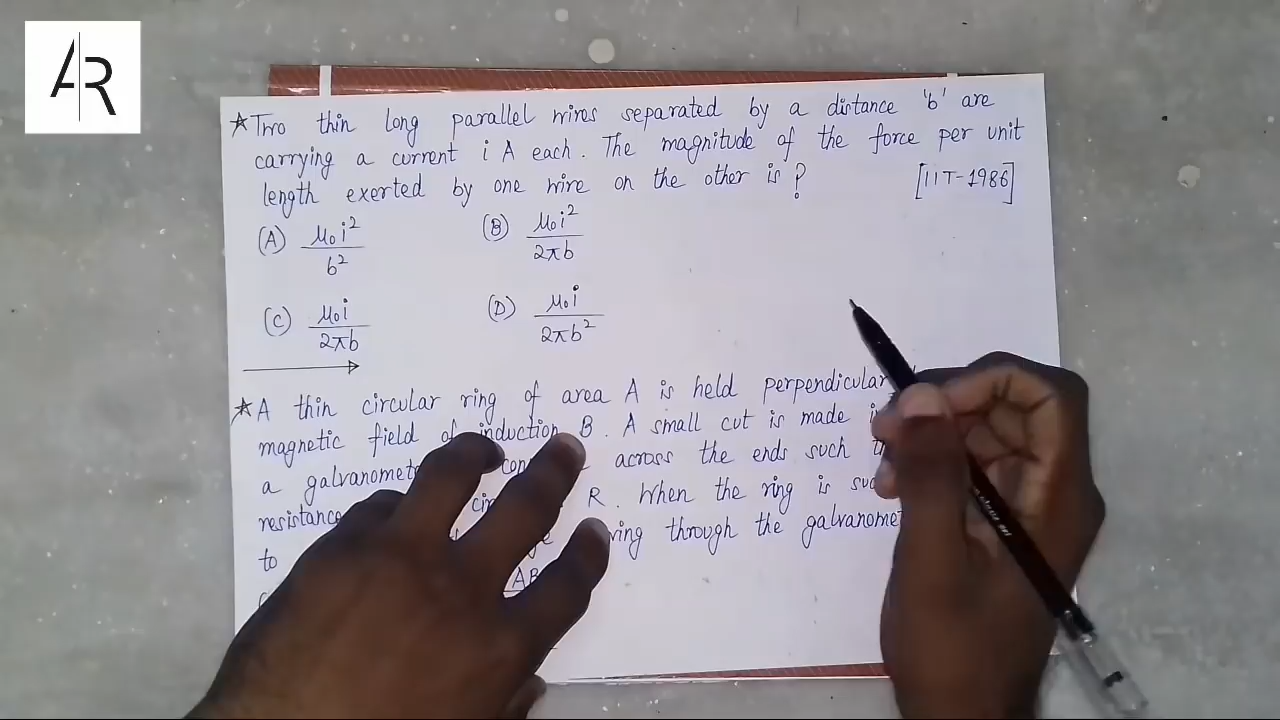 AR
☆ Two thin long parallel wires separated by a distance 'b' are
carrying a current i A each. The magnitude of the force per unit
length exerted by one wire on the other is ?
[IIT-1986]
(A) μ₀i²/b² (B) μ₀i²/2πb
(C) μ₀i/2πb (D) μ₀i/2πb²
☆ A thin circular ring of area A is held perpendicular
magnetic field of induction B. A small cut is made
a across the ends such
resistance R. When the ring is
to through the
AB